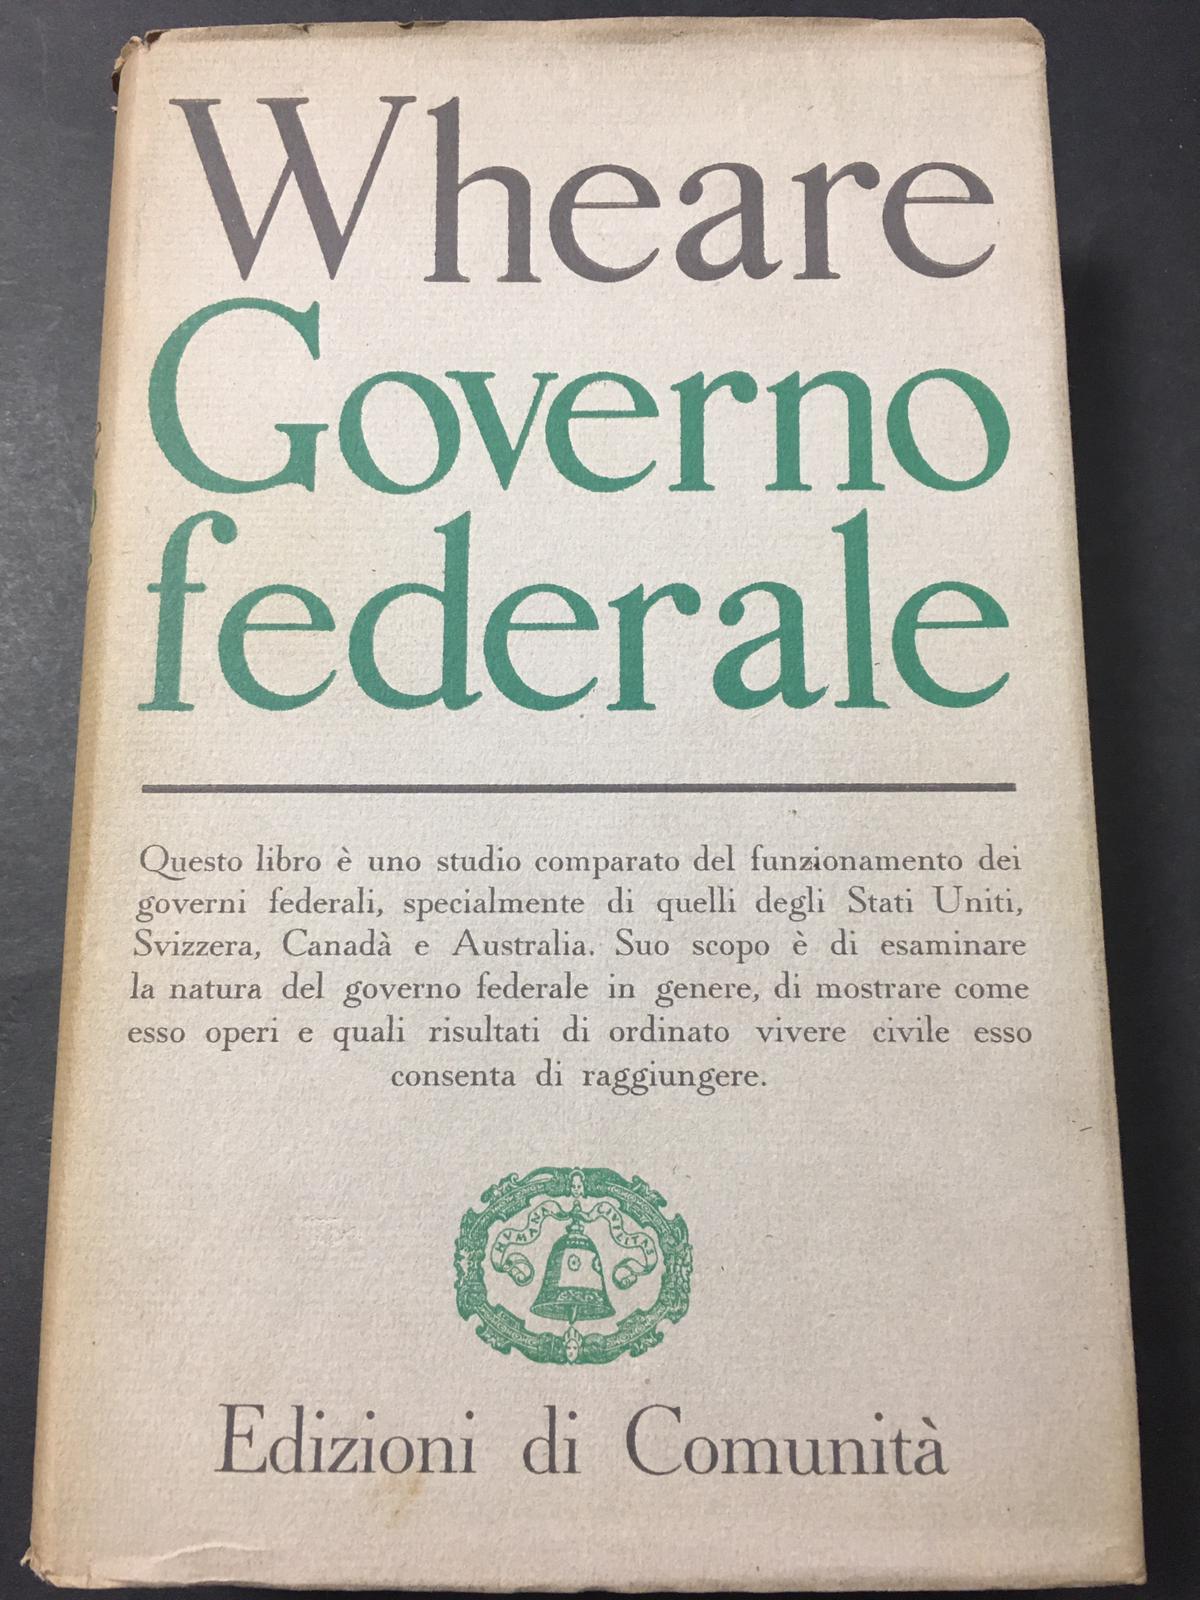 Wheare
Governo
federale
Questo libro è uno studio comparato del funzionamento dei
governi federali, specialmente di quelli degli Stati Uniti,
Svizzera, Canadà e Australia. Suo scopo è di esaminare
la natura del governo federale in genere, di mostrare come
esso operi e quali risultati di ordinato vivere civile esso
consenta di raggiungere.
HVMANA CIVILITAS
Edizioni di Comunità